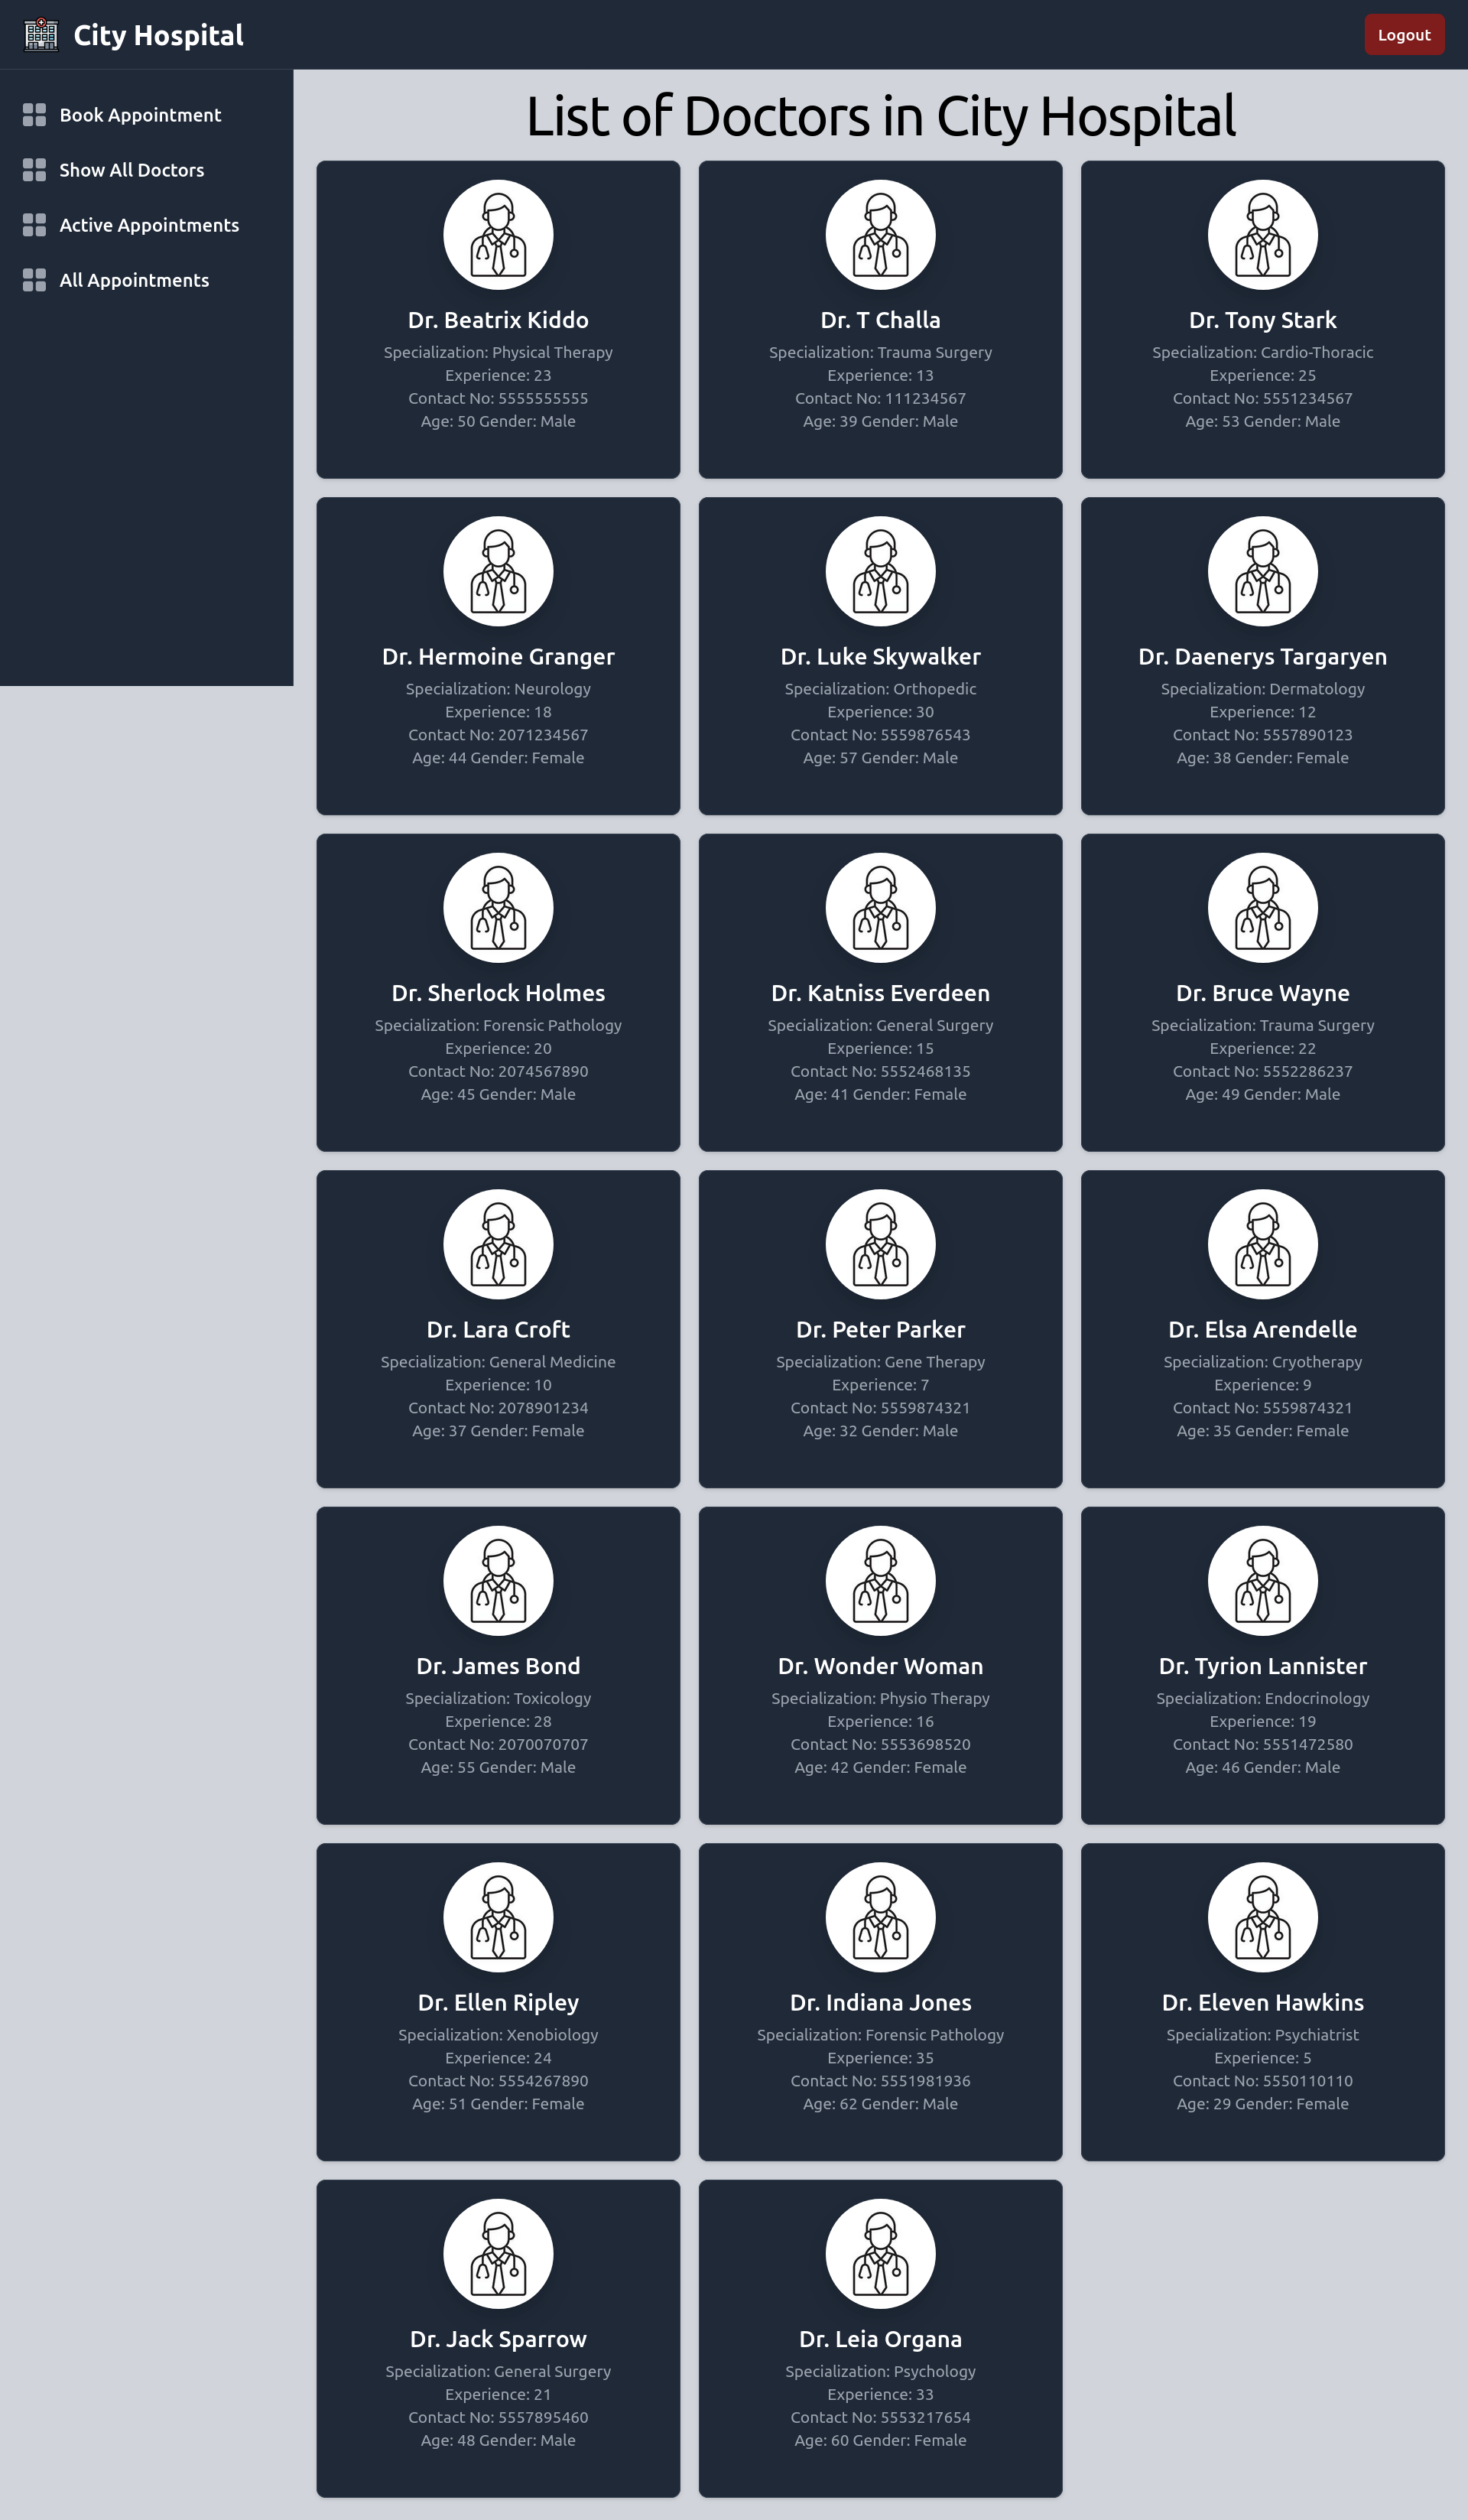 City Hospital
Logout
Book Appointment
Show All Doctors
Active Appointments
All Appointments
List of Doctors in City Hospital
Dr. Beatrix Kiddo
Specialization: Physical Therapy
Experience: 23
Contact No: 5555555555
Age: 50 Gender: Male
Dr. T Challa
Specialization: Trauma Surgery
Experience: 13
Contact No: 111234567
Age: 39 Gender: Male
Dr. Tony Stark
Specialization: Cardio-Thoracic
Experience: 25
Contact No: 5551234567
Age: 53 Gender: Male
Dr. Hermoine Granger
Specialization: Neurology
Experience: 18
Contact No: 2071234567
Age: 44 Gender: Female
Dr. Luke Skywalker
Specialization: Orthopedic
Experience: 30
Contact No: 5559876543
Age: 57 Gender: Male
Dr. Daenerys Targaryen
Specialization: Dermatology
Experience: 12
Contact No: 5557890123
Age: 38 Gender: Female
Dr. Sherlock Holmes
Specialization: Forensic Pathology
Experience: 20
Contact No: 2074567890
Age: 45 Gender: Male
Dr. Katniss Everdeen
Specialization: General Surgery
Experience: 15
Contact No: 5552468135
Age: 41 Gender: Female
Dr. Bruce Wayne
Specialization: Trauma Surgery
Experience: 22
Contact No: 5552286237
Age: 49 Gender: Male
Dr. Lara Croft
Specialization: General Medicine
Experience: 10
Contact No: 2078901234
Age: 37 Gender: Female
Dr. Peter Parker
Specialization: Gene Therapy
Experience: 7
Contact No: 5559874321
Age: 32 Gender: Male
Dr. Elsa Arendelle
Specialization: Cryotherapy
Experience: 9
Contact No: 5559874321
Age: 35 Gender: Female
Dr. James Bond
Specialization: Toxicology
Experience: 28
Contact No: 2070070707
Age: 55 Gender: Male
Dr. Wonder Woman
Specialization: Physio Therapy
Experience: 16
Contact No: 5553698520
Age: 42 Gender: Female
Dr. Tyrion Lannister
Specialization: Endocrinology
Experience: 19
Contact No: 5551472580
Age: 46 Gender: Male
Dr. Ellen Ripley
Specialization: Xenobiology
Experience: 24
Contact No: 5554267890
Age: 51 Gender: Female
Dr. Indiana Jones
Specialization: Forensic Pathology
Experience: 35
Contact No: 5551981936
Age: 62 Gender: Male
Dr. Eleven Hawkins
Specialization: Psychiatrist
Experience: 5
Contact No: 5550110110
Age: 29 Gender: Female
Dr. Jack Sparrow
Specialization: General Surgery
Experience: 21
Contact No: 5557895460
Age: 48 Gender: Male
Dr. Leia Organa
Specialization: Psychology
Experience: 33
Contact No: 5553217654
Age: 60 Gender: Female